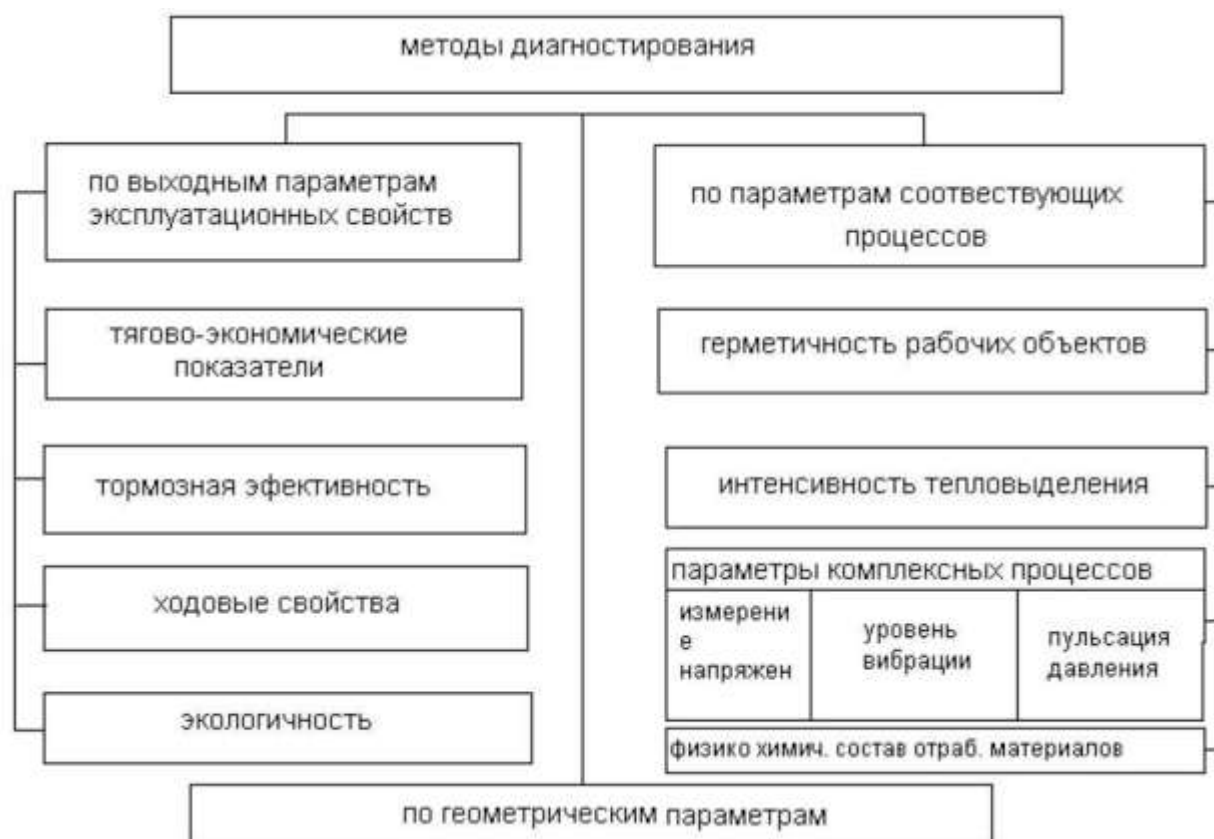 методы диагностирования
по выходным параметрам
эксплуатационных свойств
тягово-экономические
показатели
тормозная эфективность
ходовые свойства
экологичность
по параметрам соотвествующих
процессов
герметичность рабочих объектов
интенсивность тепловыделения
параметры комплексных процессов
измерени
е
напряжен
уровень
вибрации
пульсация
давления
физико химич. состав отраб. материалов
по геометрическим параметрам